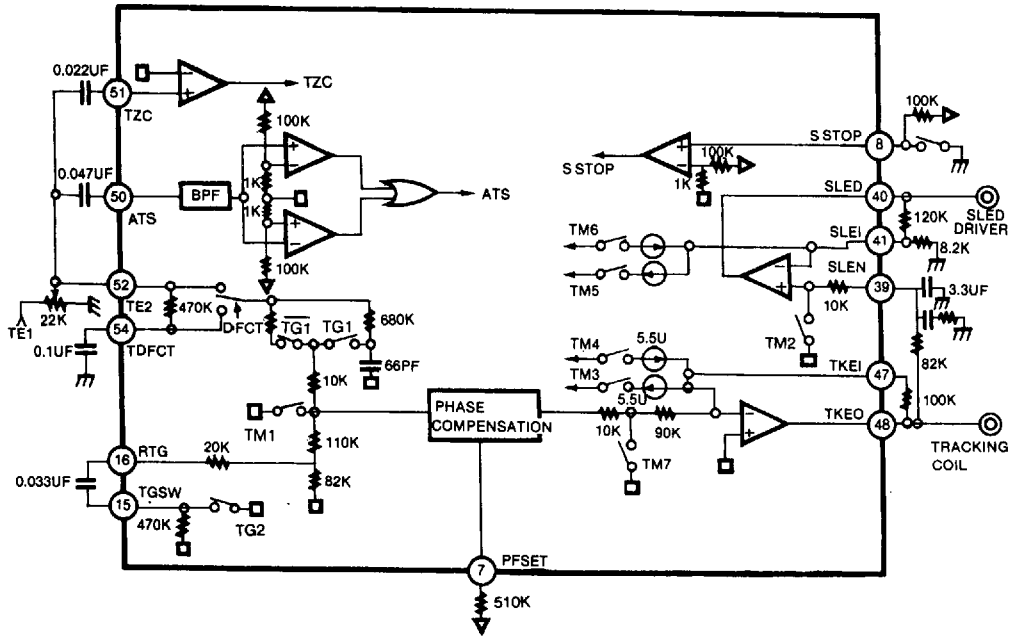 0.022UF
51
TZC
TZC
100K
0.047UF
50
ATS
BPF
1K
1K
ATS
100K
52
TE2
22K
TE1
470K
DFCT
54
TDFCT
0.1UF
TG1
TG1
680K
66PF
10K
TM1
PHASE
COMPENSATION
110K
82K
16
RTG
20K
0.033UF
15
TGSW
470K
TG2
7
PFSET
510K
100K
S STOP
8
100K
1K
S STOP
SLED
40
120K
SLED
DRIVER
TM6
SLEI
41
8.2K
TM5
SLEN
39
10K
3.3UF
TM2
82K
TM4
5.5U
TM3
5.5U
TKEI
47
100K
10K
90K
TKEO
48
TM7
TRACKING
COIL